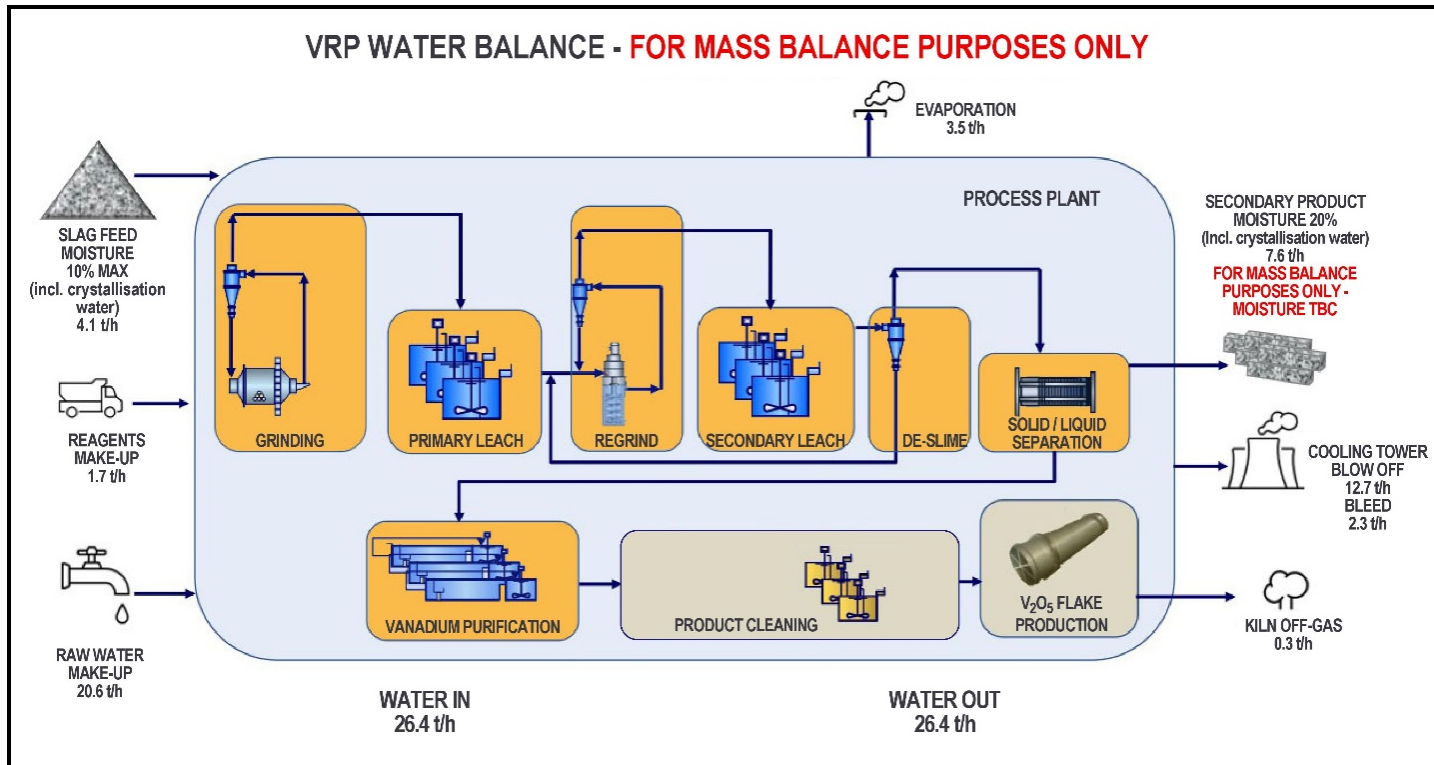 VRP WATER BALANCE - FOR MASS BALANCE PURPOSES ONLY
EVAPORATION
3.5 t/h
PROCESS PLANT
SLAG FEED
MOISTURE
10% MAX
(incl. crystallisation
water)
4.1 t/h
SECONDARY PRODUCT
MOISTURE 20%
(Incl. crystallisation water)
7.6 t/h
FOR MASS BALANCE
PURPOSES ONLY -
MOISTURE TBC
GRINDING
PRIMARY LEACH
REGRIND
SECONDARY LEACH
DE-SLIME
SOLID / LIQUID
SEPARATION
REAGENTS
MAKE-UP
1.7 t/h
COOLING TOWER
BLOW OFF
12.7 t/h
BLEED
2.3 t/h
VANADIUM PURIFICATION
PRODUCT CLEANING
V₂O₅ FLAKE
PRODUCTION
KILN OFF-GAS
0.3 t/h
RAW WATER
MAKE-UP
20.6 t/h
WATER IN
26.4 t/h
WATER OUT
26.4 t/h